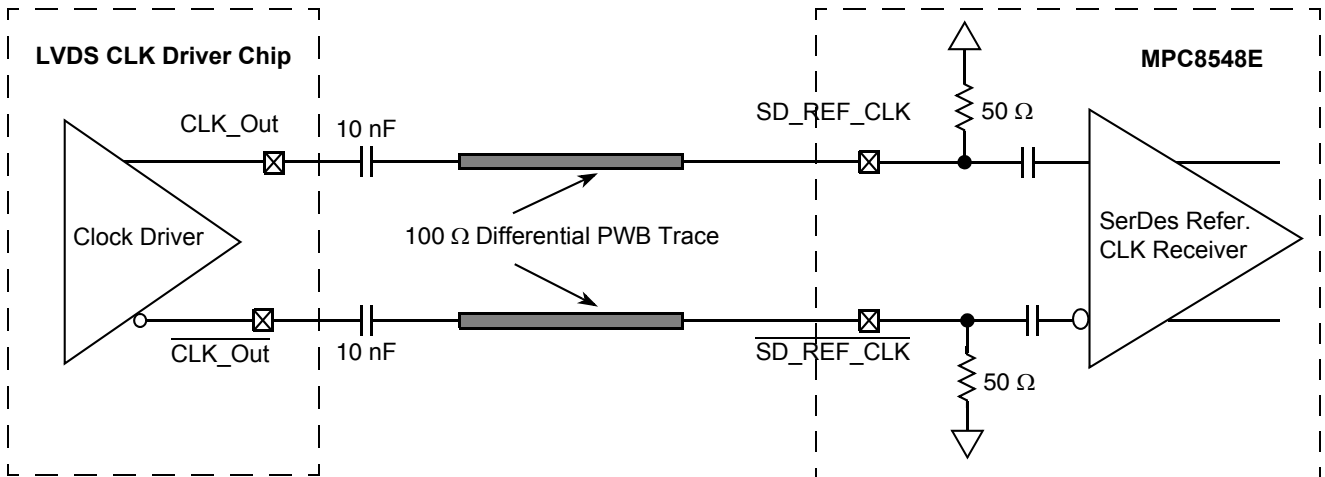 LVDS CLK Driver Chip
MPC8548E
CLK_Out
10 nF
SD_REF_CLK
50 Ω
Clock Driver
100 Ω Differential PWB Trace
SerDes Refer.
CLK Receiver
CLK_Out
10 nF
SD_REF_CLK
50 Ω